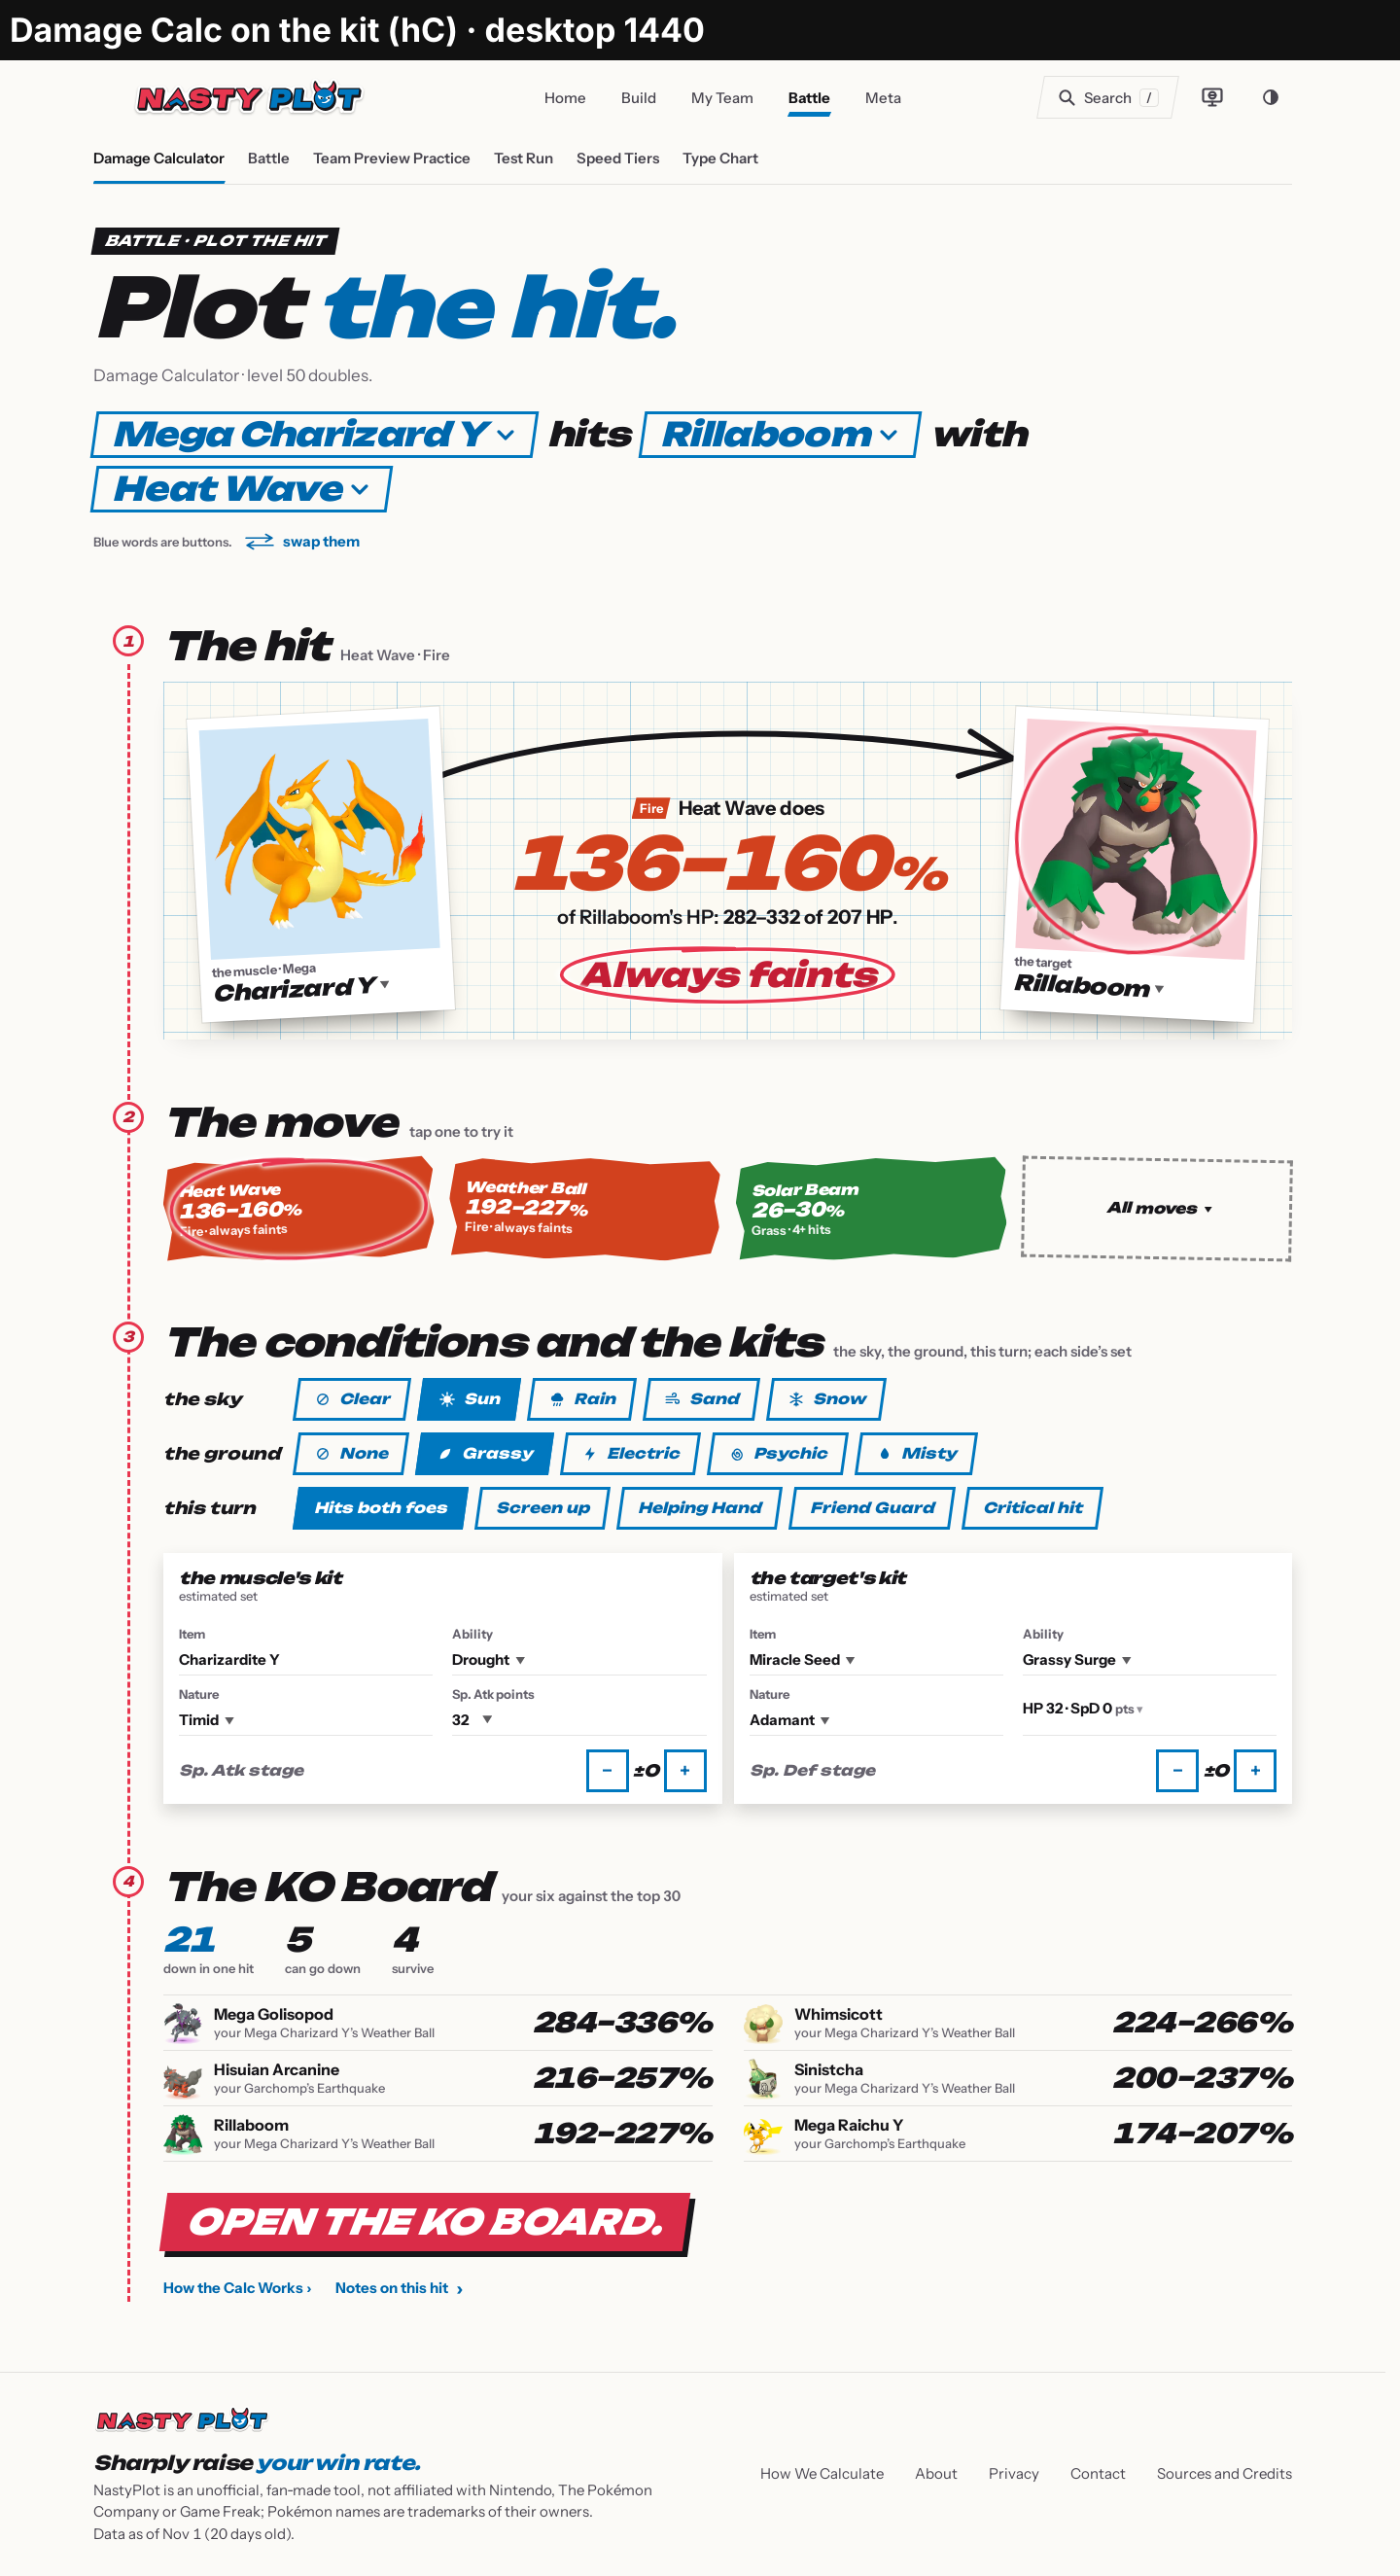 Damage Calc on the kit (hC) · desktop 1440
NASTY PLOT
Home Build My Team Battle Meta
Search /
Damage Calculator Battle Team Preview Practice Test Run Speed Tiers Type Chart
BATTLE · PLOT THE HIT
Plot the hit.
Damage Calculator · level 50 doubles.
Mega Charizard Y hits Rillaboom with
Heat Wave
Blue words are buttons. swap them
1 The hit Heat Wave · Fire
Fire Heat Wave does
136–160%
of Rillaboom's HP: 282–332 of 207 HP.
Always faints
the muscle · Mega
Charizard Y
the target
Rillaboom
2 The move tap one to try it
Heat Wave
136–160%
Fire · always faints
Weather Ball
192–227%
Fire · always faints
Solar Beam
26–30%
Grass · 4+ hits
All moves
3 The conditions and the kits the sky, the ground, this turn; each side’s set
the sky Clear Sun Rain Sand Snow
the ground None Grassy Electric Psychic Misty
this turn Hits both foes Screen up Helping Hand Friend Guard Critical hit
the muscle's kit
estimated set
Item Ability
Charizardite Y Drought
Nature Sp. Atk points
Timid 32
Sp. Atk stage − ±0 +
the target's kit
estimated set
Item Ability
Miracle Seed Grassy Surge
Nature
Adamant HP 32 · SpD 0 pts
Sp. Def stage − ±0 +
4 The KO Board your six against the top 30
21 5 4
down in one hit can go down survive
Mega Golisopod
your Mega Charizard Y’s Weather Ball
284–336%
Whimsicott
your Mega Charizard Y’s Weather Ball
224–266%
Hisuian Arcanine
your Garchomp’s Earthquake
216–257%
Sinistcha
your Mega Charizard Y’s Weather Ball
200–237%
Rillaboom
your Mega Charizard Y’s Weather Ball
192–227%
Mega Raichu Y
your Garchomp’s Earthquake
174–207%
OPEN THE KO BOARD.
How the Calc Works › Notes on this hit ›
NASTY PLOT
Sharply raise your win rate.
NastyPlot is an unofficial, fan-made tool, not affiliated with Nintendo, The Pokémon
Company or Game Freak; Pokémon names are trademarks of their owners.
Data as of Nov 1 (20 days old).
How We Calculate About Privacy Contact Sources and Credits